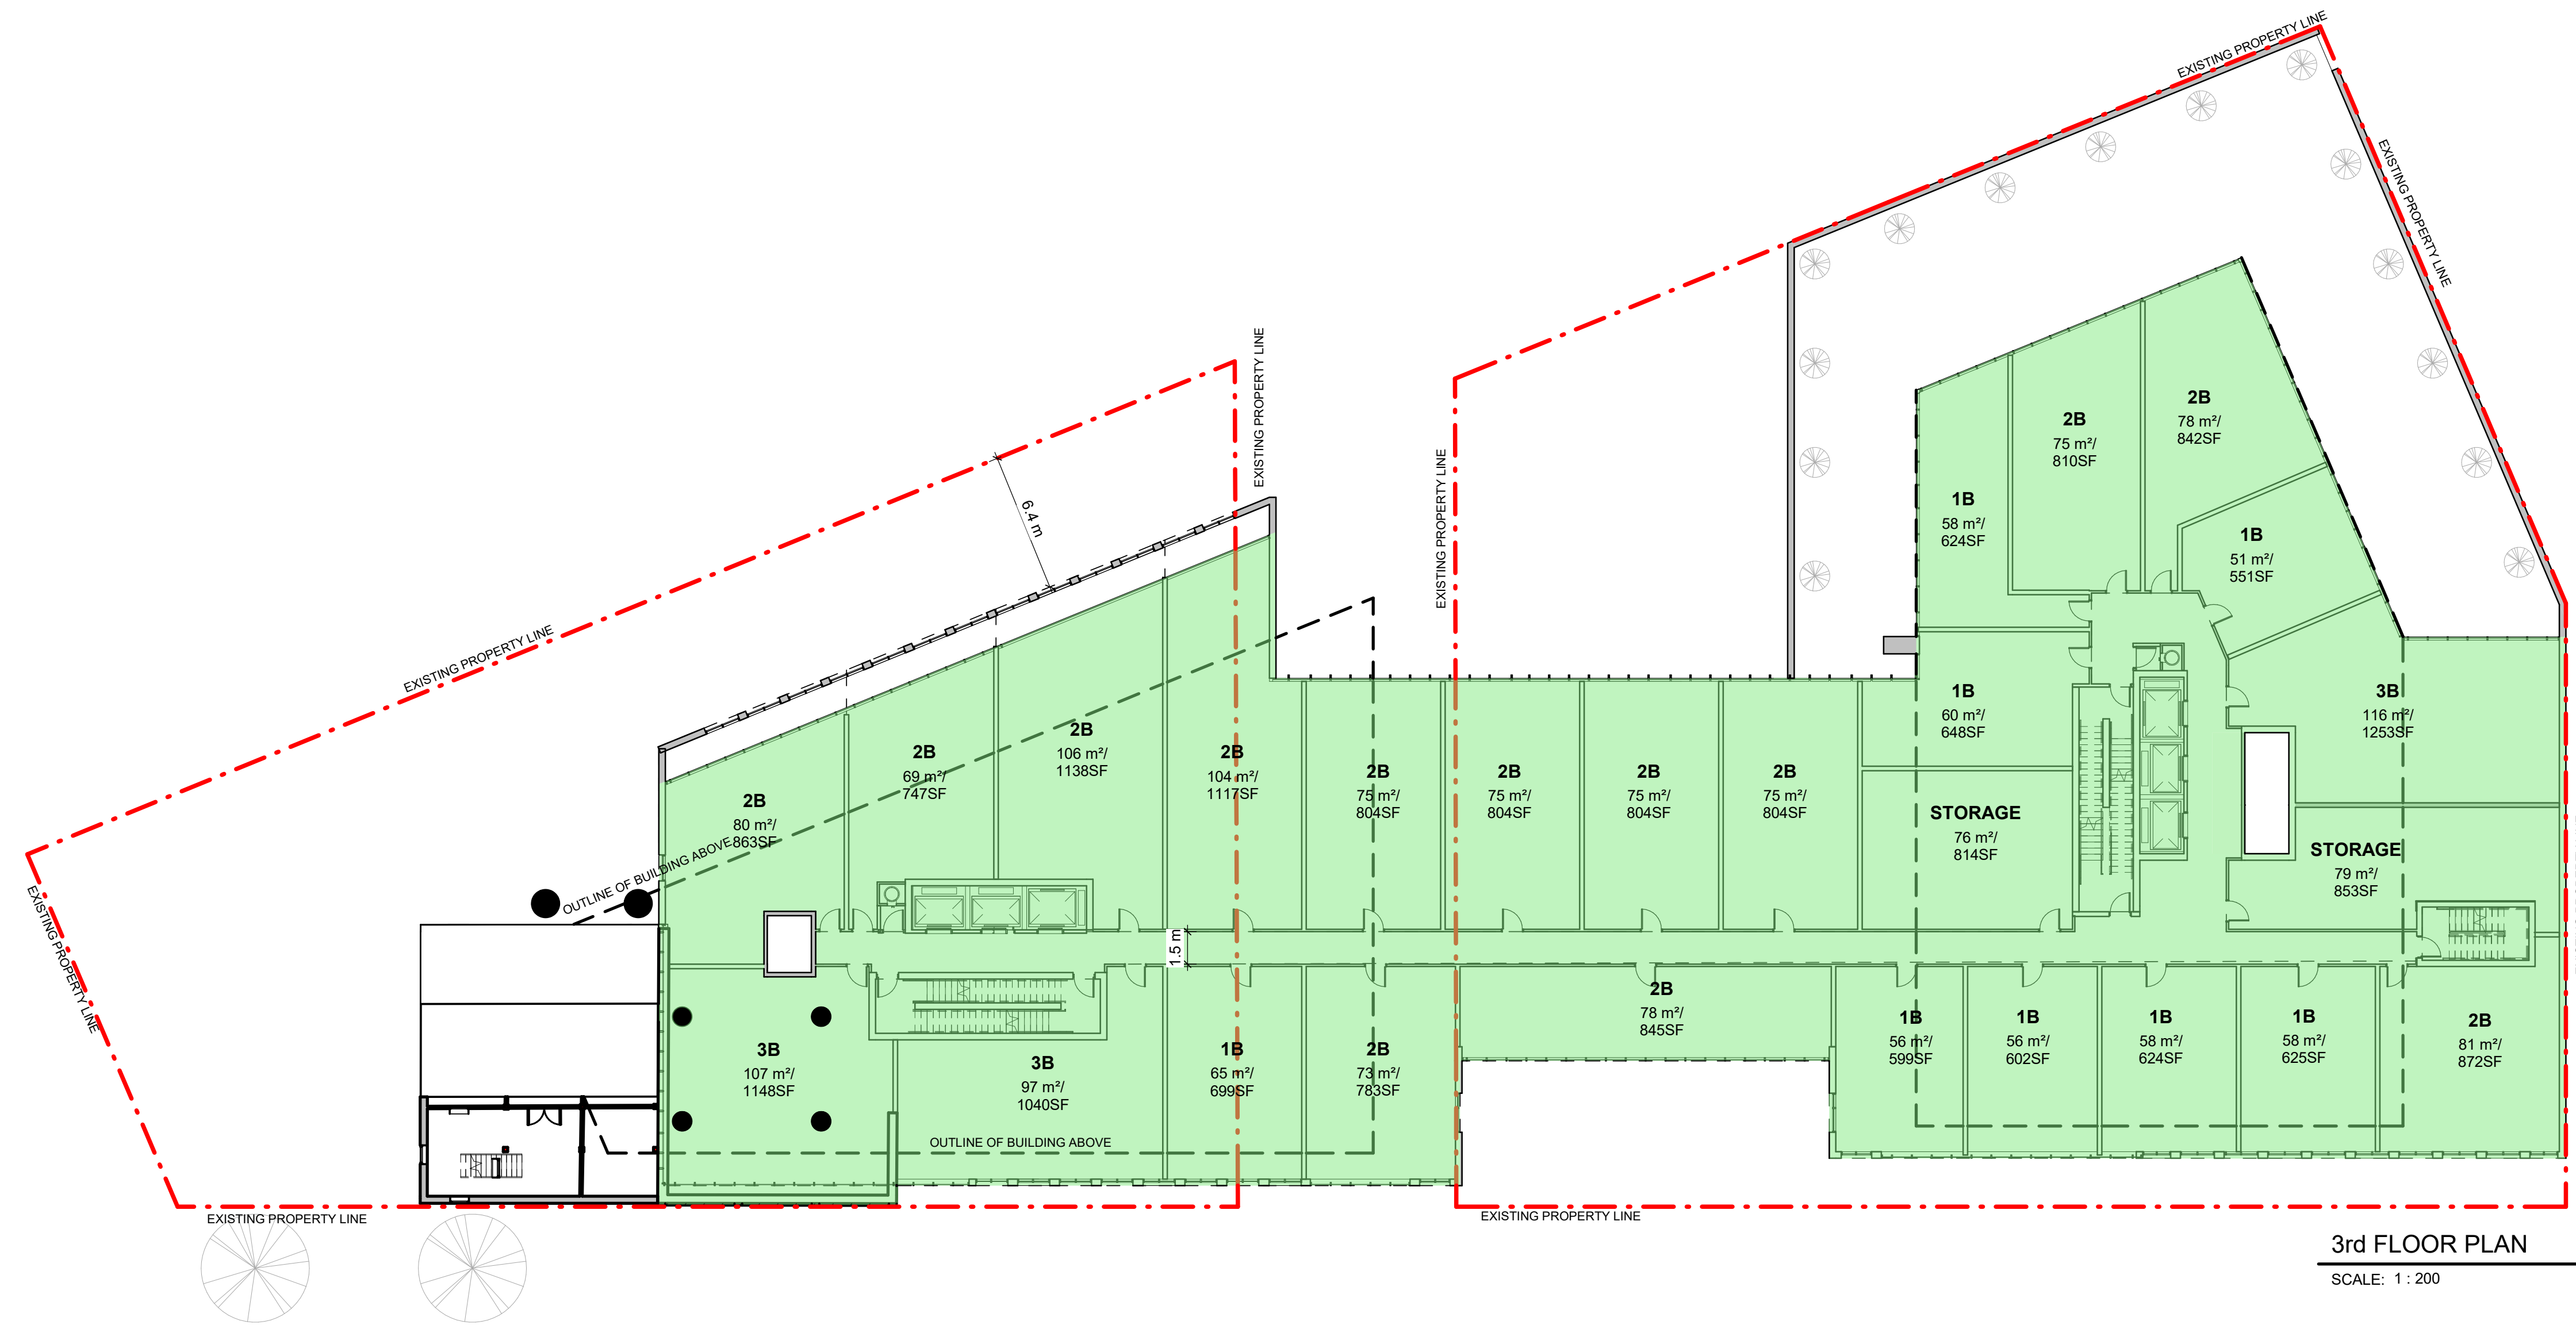 EXISTING PROPERTY LINE
EXISTING PROPERTY LINE
EXISTING PROPERTY LINE
EXISTING PROPERTY LINE
EXISTING PROPERTY LINE
EXISTING PROPERTY LINE
EXISTING PROPERTY LINE
6.4 m
2B
75 m²/
810SF
2B
78 m²/
842SF
1B
58 m²/
624SF
1B
51 m²/
551SF
1B
60 m²/
648SF
3B
116 m²/
1253SF
2B
80 m²/
863SF
2B
69 m²/
747SF
2B
106 m²/
1138SF
2B
104 m²/
1117SF
2B
75 m²/
804SF
2B
75 m²/
804SF
2B
75 m²/
804SF
2B
75 m²/
804SF
STORAGE
76 m²/
814SF
STORAGE
79 m²/
853SF
OUTLINE OF BUILDING ABOVE
1.5 m
3B
107 m²/
1148SF
3B
97 m²/
1040SF
1B
65 m²/
699SF
2B
73 m²/
783SF
2B
78 m²/
845SF
1B
56 m²/
599SF
1B
56 m²/
602SF
1B
58 m²/
624SF
1B
58 m²/
625SF
2B
81 m²/
872SF
OUTLINE OF BUILDING ABOVE
EXISTING PROPERTY LINE
EXISTING PROPERTY LINE
3rd FLOOR PLAN
SCALE: 1 : 200